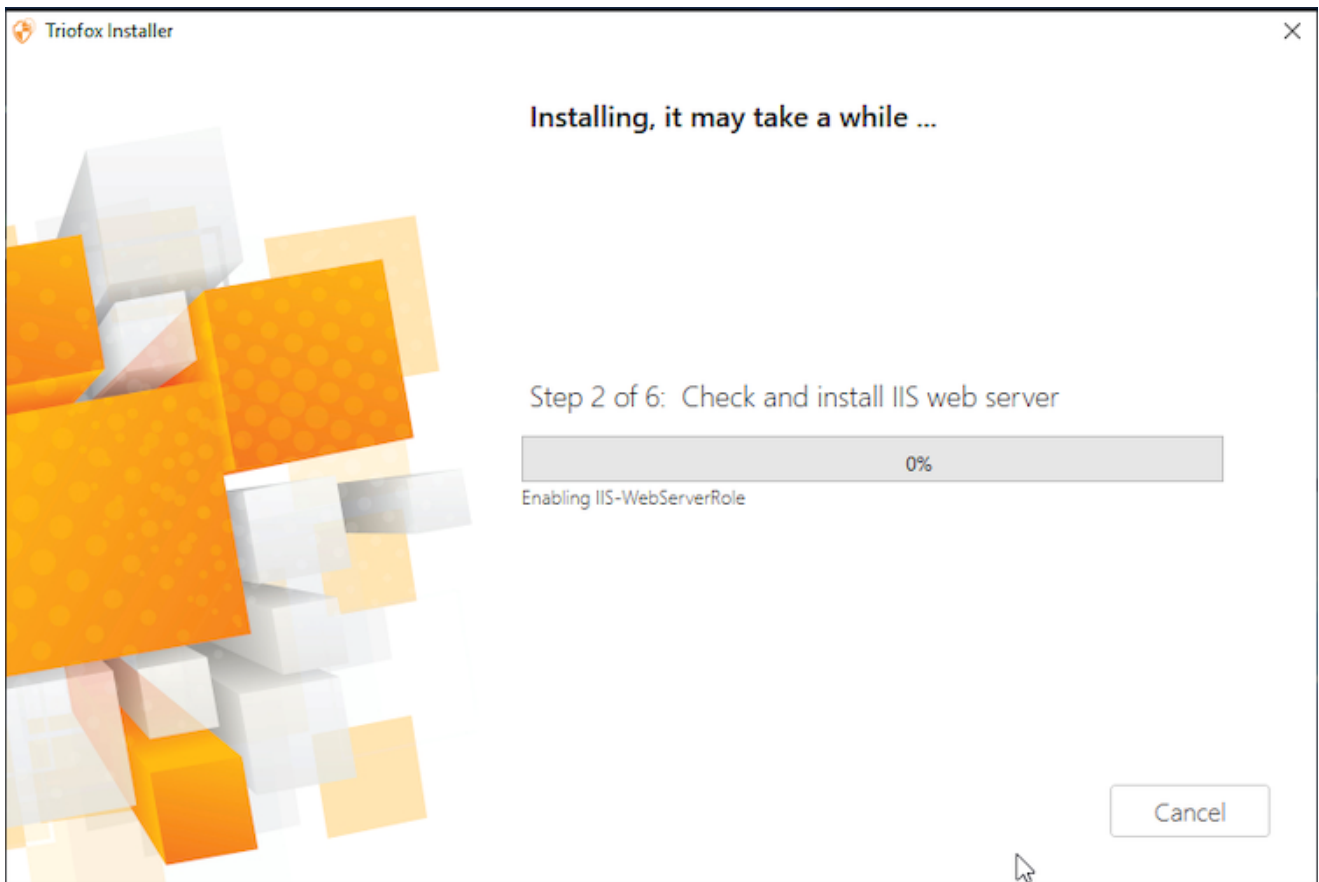 Triofox Installer
Installing, it may take a while ...
Step 2 of 6: Check and install IIS web server
0%
Enabling IIS-WebServerRole
Cancel